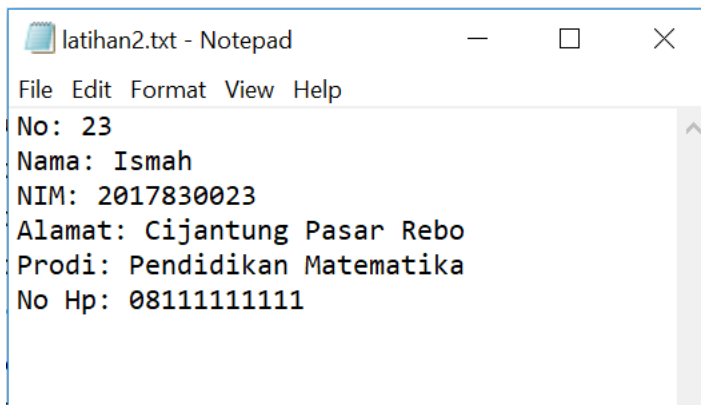 latihan2.txt - Notepad
File Edit Format View Help
No: 23
Nama: Ismah
NIM: 2017830023
Alamat: Cijantung Pasar Rebo
Prodi: Pendidikan Matematika
No Hp: 08111111111